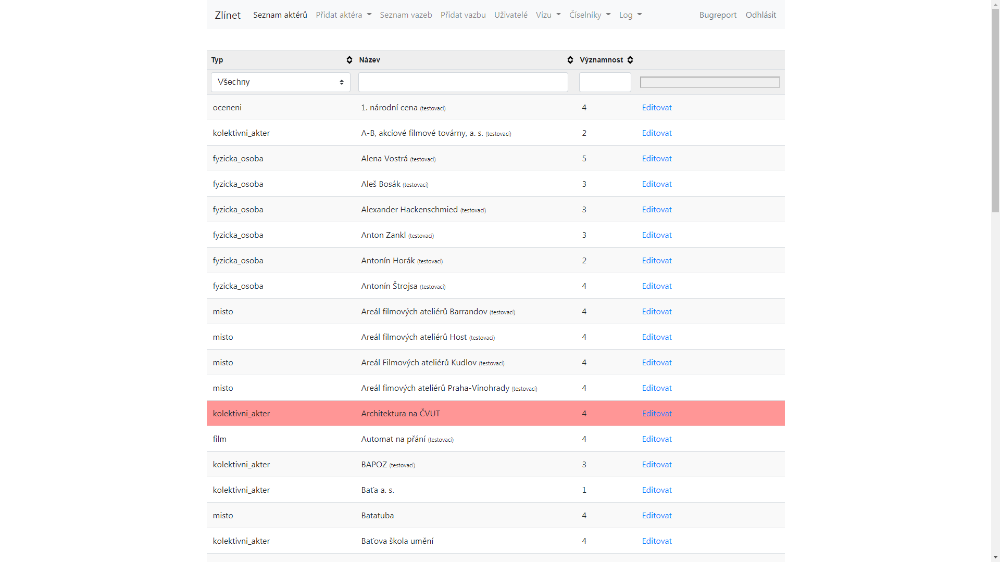 Zlínet Seznam aktérů Přidat aktéra Seznam vazeb Přidat vazbu Uživatelé Vizu Číselníky Log Bugreport Odhlásit
Typ Název Významnost
Všechny
oceneni 1. národní cena (testovací) 4 Editovat
kolektivni_akter A-B, akciové filmové továrny, a. s. (testovací) 2 Editovat
fyzicka_osoba Alena Vostrá (testovací) 5 Editovat
fyzicka_osoba Aleš Bosák (testovací) 3 Editovat
fyzicka_osoba Alexander Hackenschmied (testovací) 3 Editovat
fyzicka_osoba Anton Zankl (testovací) 3 Editovat
fyzicka_osoba Antonín Horák (testovací) 2 Editovat
fyzicka_osoba Antonín Štrojsa (testovací) 4 Editovat
misto Areál filmových ateliérů Barrandov (testovací) 4 Editovat
misto Areál filmových ateliérů Host (testovací) 4 Editovat
misto Areál Filmových ateliérů Kudlov (testovací) 4 Editovat
misto Areál fimových ateliérů Praha-Vinohrady (testovací) 4 Editovat
kolektivni_akter Architektura na ČVUT 4 Editovat
film Automat na přání (testovací) 4 Editovat
kolektivni_akter BAPOZ (testovací) 3 Editovat
kolektivni_akter Baťa a. s. 1 Editovat
misto Batatuba 4 Editovat
kolektivni_akter Baťova škola umění 4 Editovat